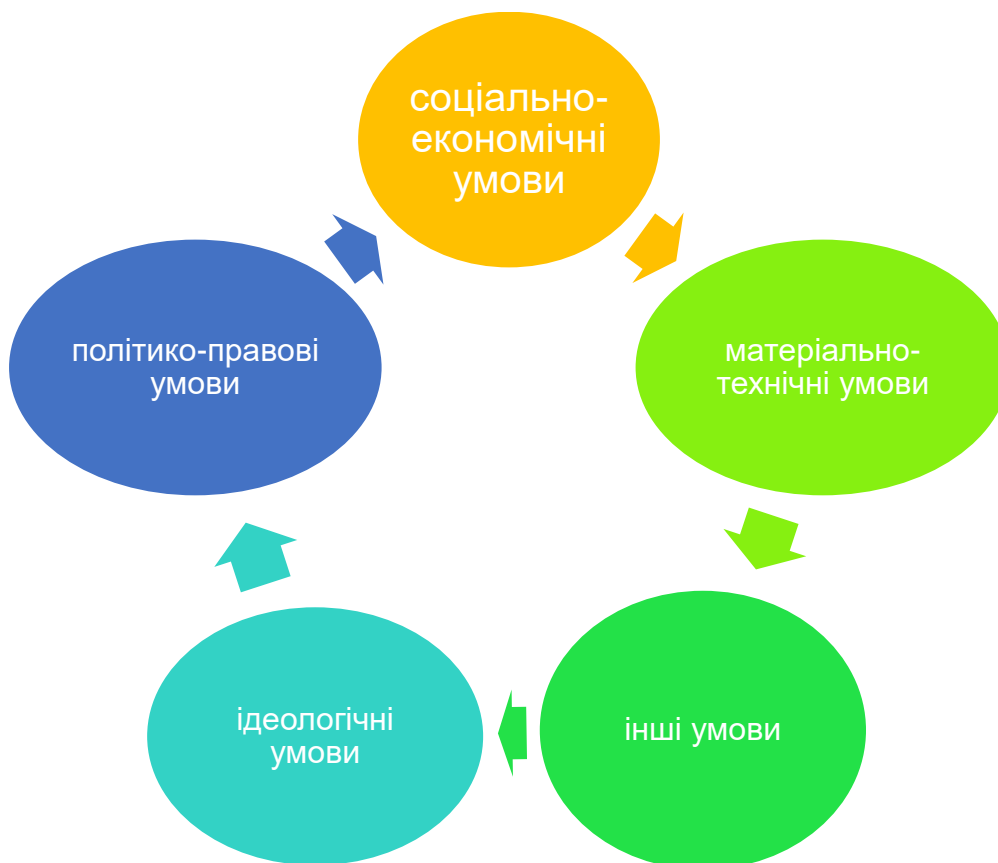 соціально-
економічні
умови
політико-правові
умови
матеріально-
технічні умови
ідеологічні
умови
інші умови